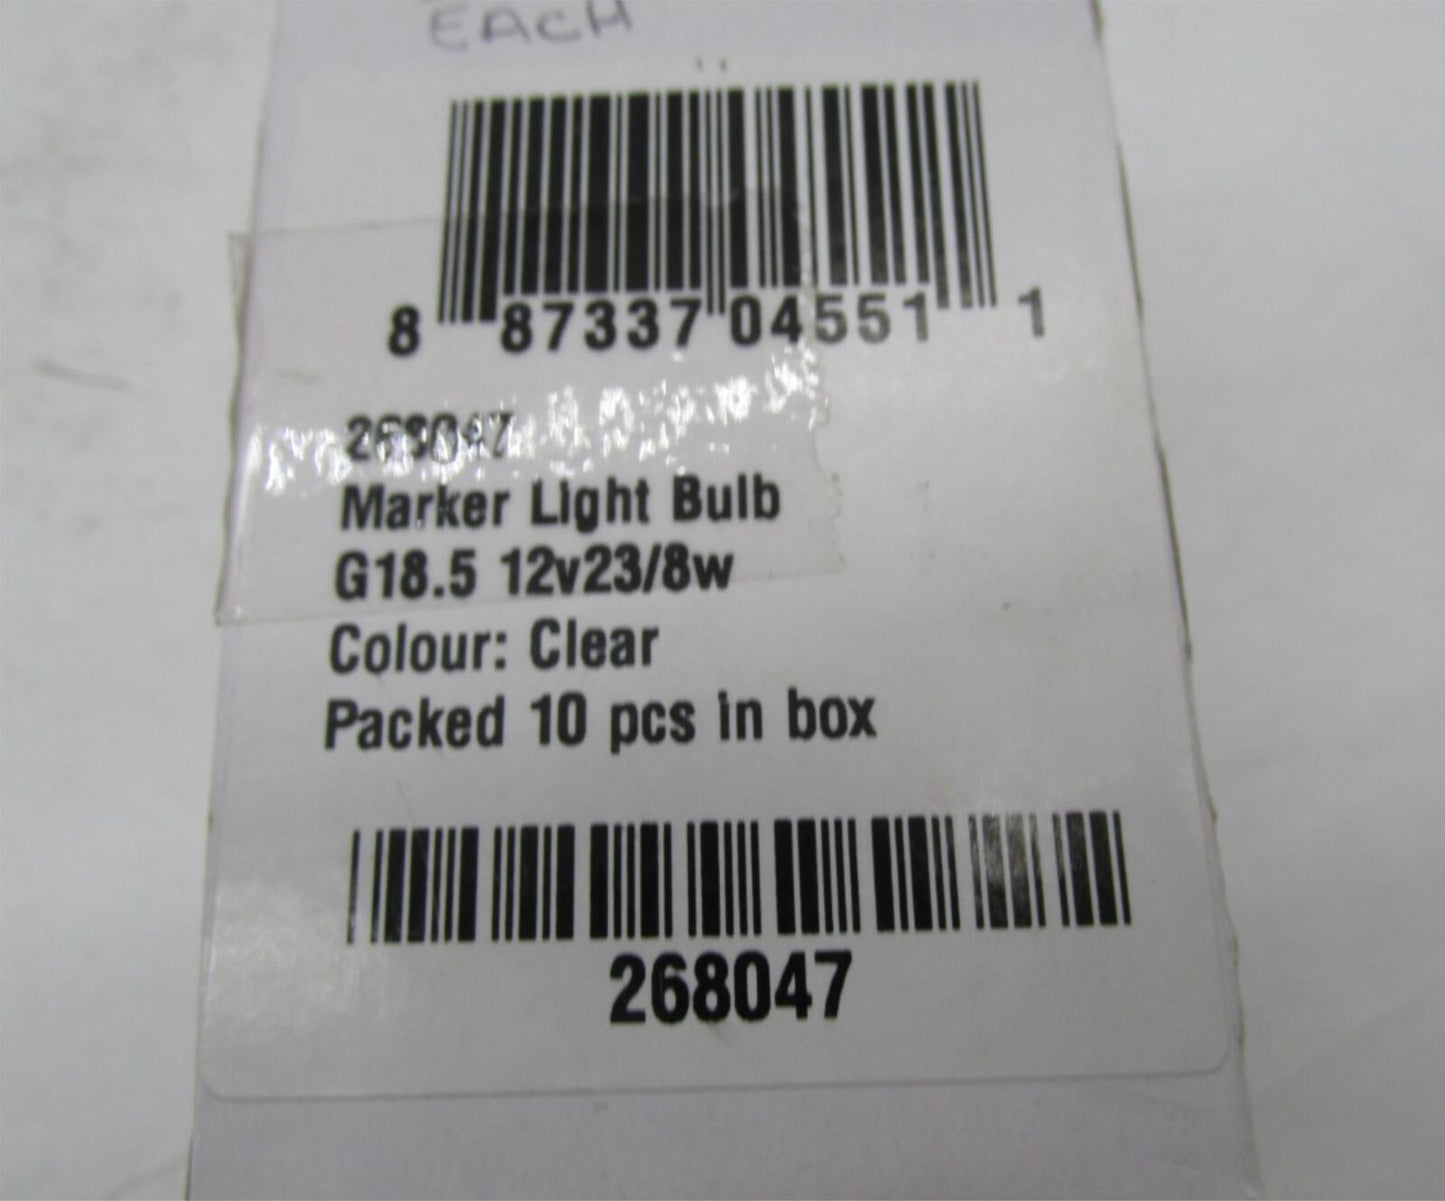 EACH
8 87337 04551 1
268047
Marker Light Bulb
G18.5 12v23/8w
Colour: Clear
Packed 10 pcs in box
268047